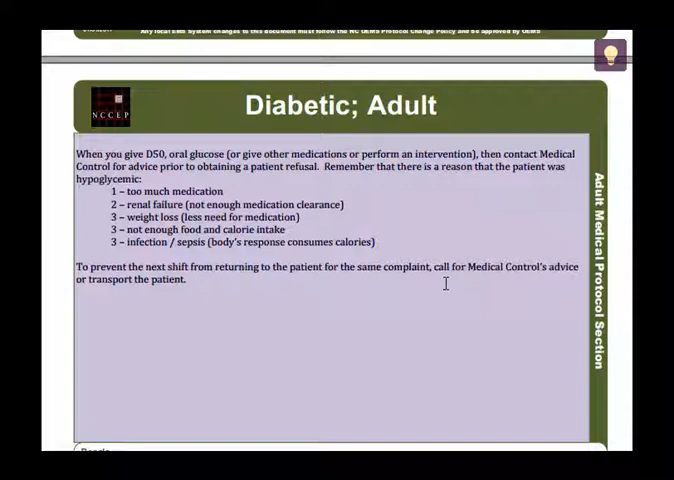 Any local EMS System changes to this document must follow the NC OEMS Protocol Change Policy and be approved by OEMS
NCCEP
Diabetic; Adult
When you give D50, oral glucose (or give other medications or perform an intervention), then contact Medical
Control for advice prior to obtaining a patient refusal. Remember that there is a reason that the patient was
hypoglycemic:
1 – too much medication
2 – renal failure (not enough medication clearance)
3 – weight loss (less need for medication)
3 – not enough food and calorie intake
3 – infection / sepsis (body's response consumes calories)
To prevent the next shift from returning to the patient for the same complaint, call for Medical Control's advice
or transport the patient.
Adult Medical Protocol Section